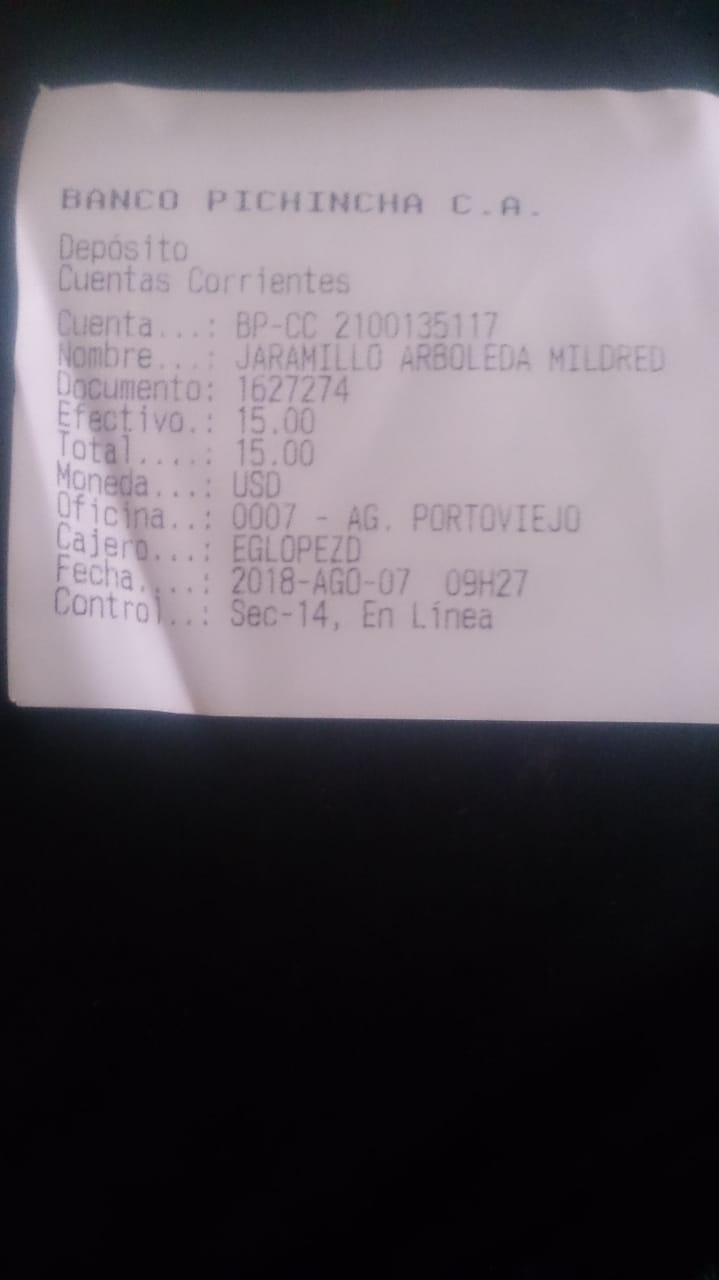 BANCO PICHINCHA C.A.
Depósito
Cuentas Corrientes
Cuenta...: BP-CC 2100135117
Nombre...: JARAMILLO ARBOLEDA MILDRED
Documento: 1627274
Efectivo.: 15.00
Total....: 15.00
Moneda...: USD
Oficina..: 0007 - AG. PORTOVIEJO
Cajero...: EGLOPEZD
Fecha....: 2018-AGO-07 09H27
Control..: Sec-14, En Línea